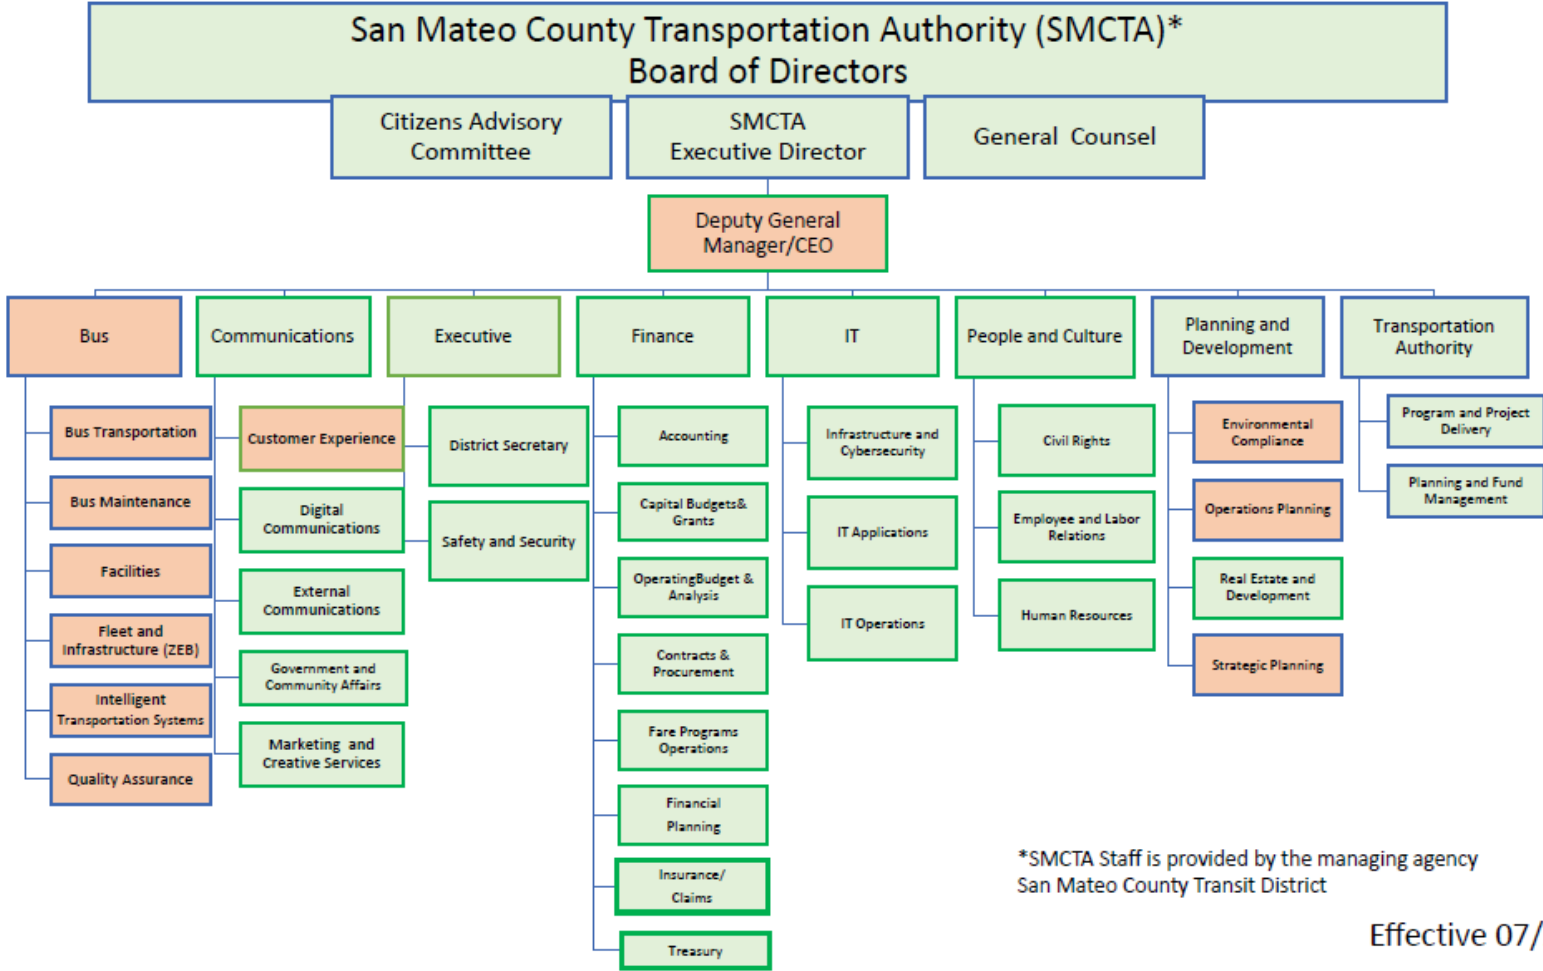 San Mateo County Transportation Authority (SMCTA)*
Board of Directors
Citizens Advisory
Committee
SMCTA
Executive Director
General Counsel
Deputy General
Manager/CEO
Bus
Communications
Executive
Finance
IT
People and Culture
Planning and
Development
Transportation
Authority
Bus Transportation
Bus Maintenance
Facilities
Fleet and
Infrastructure (ZEB)
Intelligent
Transportation Systems
Quality Assurance
Customer Experience
Digital
Communications
External
Communications
Government and
Community Affairs
Marketing and
Creative Services
District Secretary
Safety and Security
Accounting
Capital Budgets&
Grants
OperatingBudget &
Analysis
Contracts &
Procurement
Fare Programs
Operations
Financial
Planning
Insurance/
Claims
Treasury
Infrastructure and
Cybersecurity
IT Applications
IT Operations
Civil Rights
Employee and Labor
Relations
Human Resources
Environmental
Compliance
Operations Planning
Real Estate and
Development
Strategic Planning
Program and Project
Delivery
Planning and Fund
Management
*SMCTA Staff is provided by the managing agency
San Mateo County Transit District
Effective 07/